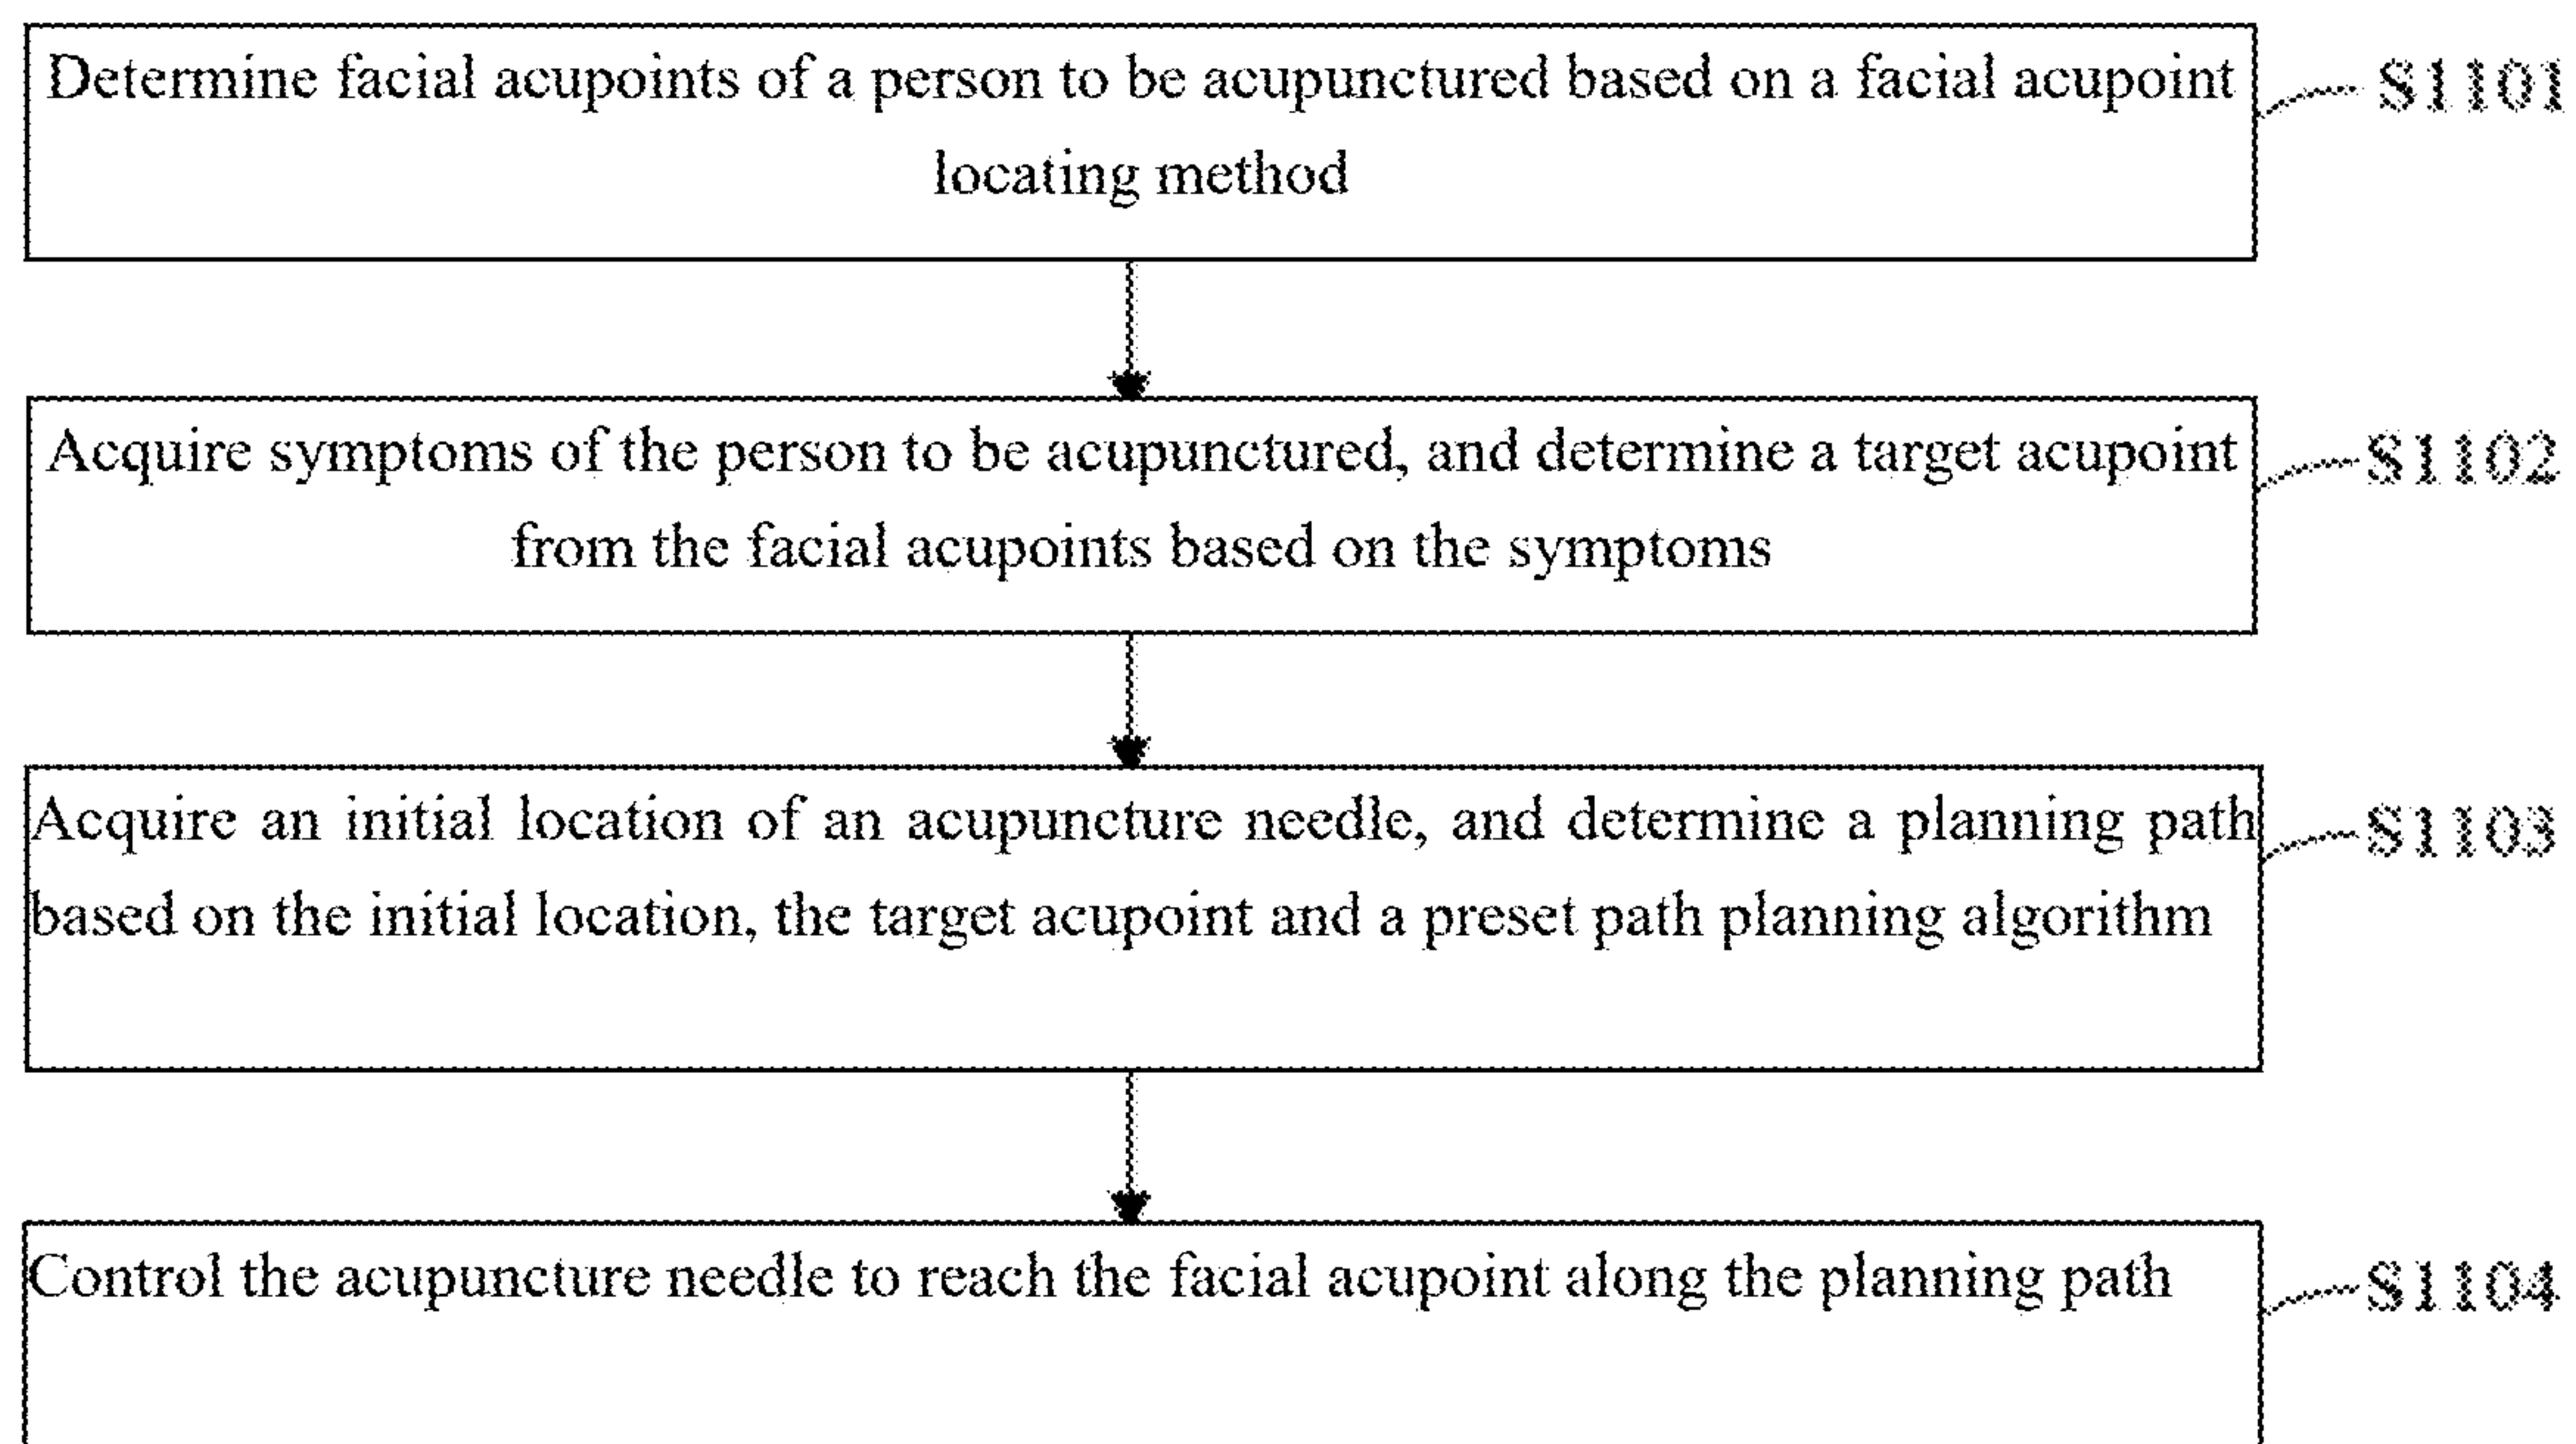 Determine facial acupoints of a person to be acupunctured based on a facial acupoint
locating method
S1101
Acquire symptoms of the person to be acupunctured, and determine a target acupoint
from the facial acupoints based on the symptoms
S1102
Acquire an initial location of an acupuncture needle, and determine a planning path
based on the initial location, the target acupoint and a preset path planning algorithm
S1103
Control the acupuncture needle to reach the facial acupoint along the planning path
S1104